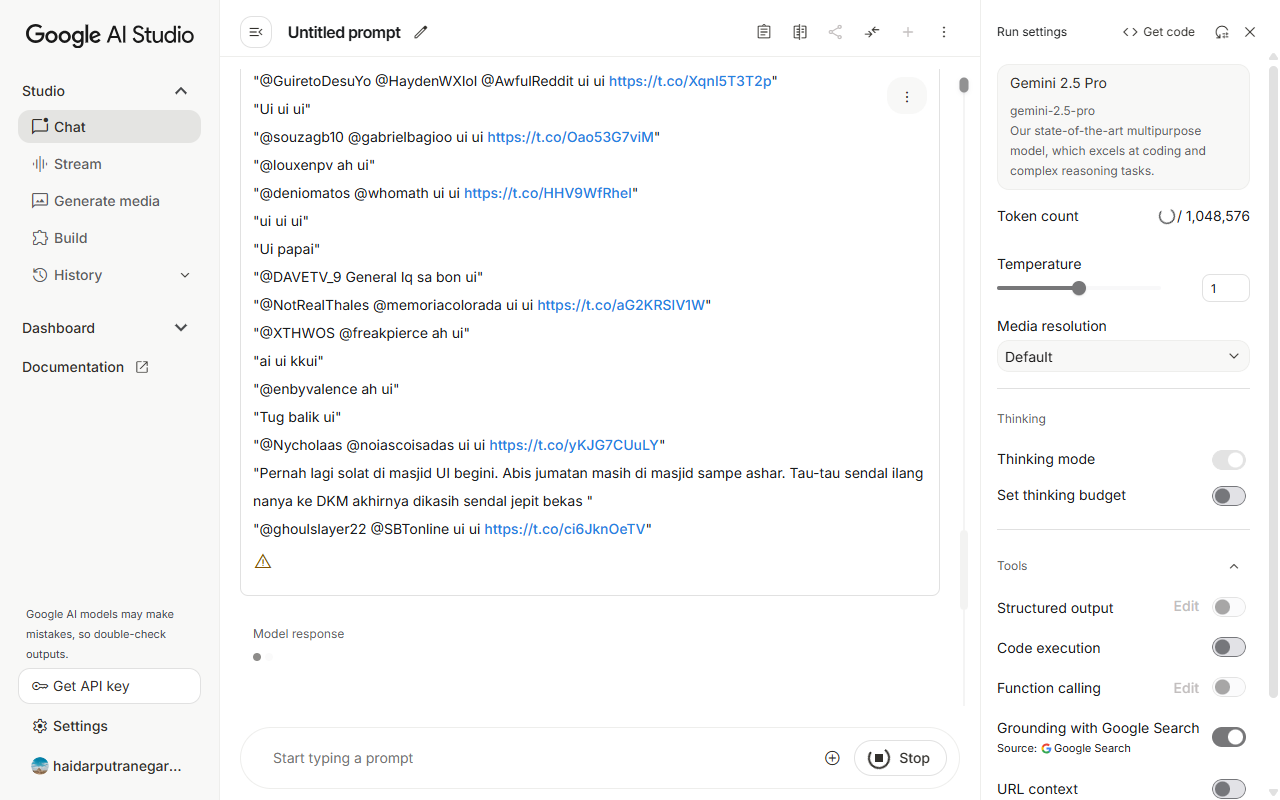 Google AI Studio
Studio
Chat
Stream
Generate media
Build
History
Dashboard
Documentation
Google AI models may make
mistakes, so double-check
outputs.
Get API key
Settings
haidarputranegar...
Untitled prompt
"@GuiretoDesuYo @HaydenWXlol @AwfulReddit ui ui https://t.co/Xqnl5T3T2p"
"Ui ui ui"
"@souzagb10 @gabrielbagioo ui ui https://t.co/Oao53G7viM"
"@louxenpv ah ui"
"@deniomatos @whomath ui ui https://t.co/HHV9WfRhel"
"ui ui ui"
"Ui papai"
"@DAVETV_9 General lq sa bon ui"
"@NotRealThales @memoriacolorada ui ui https://t.co/aG2KRSIV1W"
"@XTHWOS @freakpierce ah ui"
"ai ui kkui"
"@enbyvalence ah ui"
"Tug balik ui"
"@Nycholaas @noiascoisadas ui ui https://t.co/yKJG7CUuLY"
"Pernah lagi solat di masjid UI begini. Abis jumatan masih di masjid sampe ashar. Tau-tau sendal ilang
nanya ke DKM akhirnya dikasih sendal jepit bekas "
"@ghoulslayer22 @SBTonline ui ui https://t.co/ci6JknOeTV"
Model response
Start typing a prompt
Stop
Run settings
Get code
Gemini 2.5 Pro
gemini-2.5-pro
Our state-of-the-art multipurpose
model, which excels at coding and
complex reasoning tasks.
Token count
/ 1,048,576
Temperature
1
Media resolution
Default
Thinking
Thinking mode
Set thinking budget
Tools
Structured output
Edit
Code execution
Function calling
Edit
Grounding with Google Search
Source: Google Search
URL context